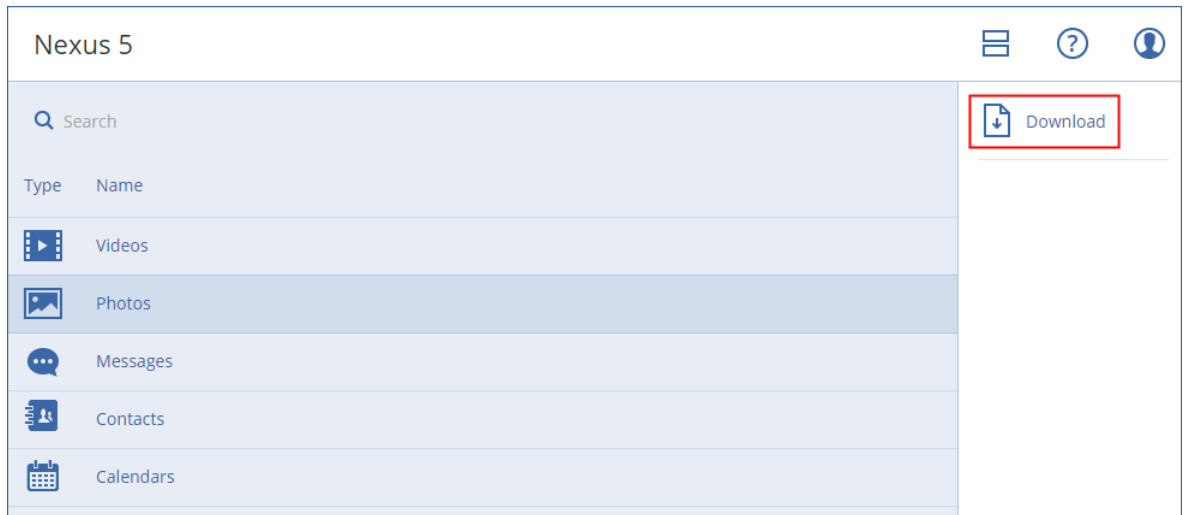 Nexus 5
Search
Download
Type Name
Videos
Photos
Messages
Contacts
Calendars